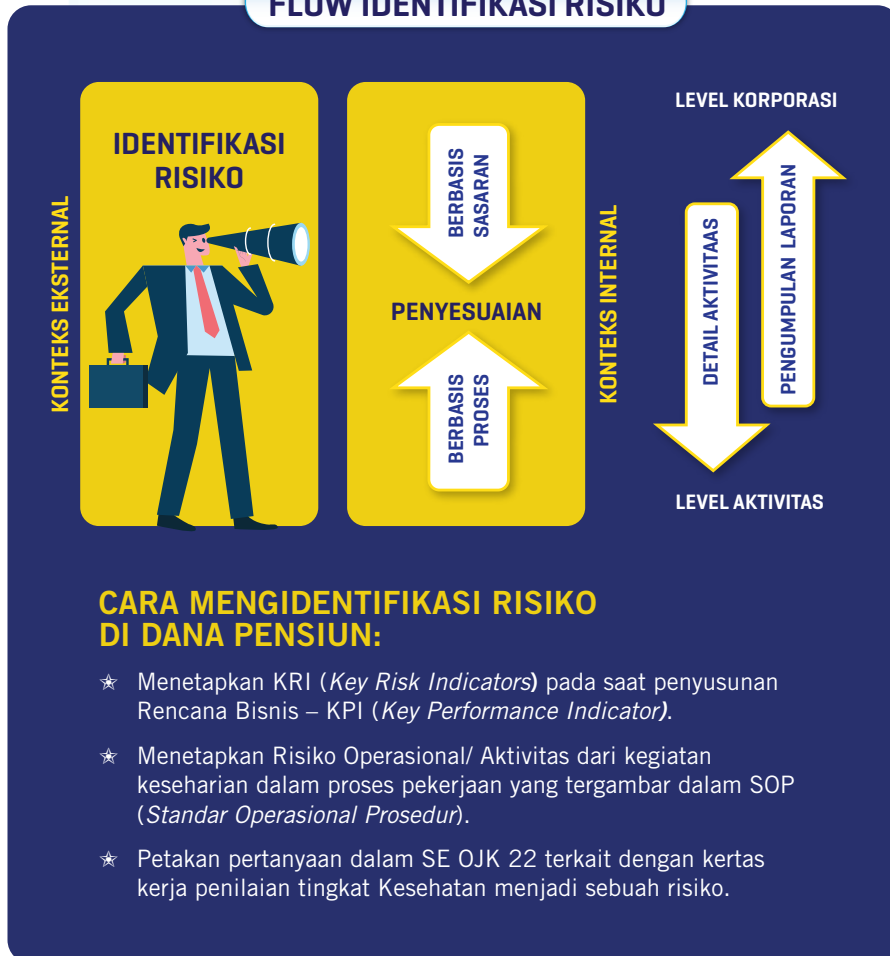 FLOW IDENTIFIKASI RISIKO
KONTEKS EKSTERNAL
IDENTIFIKASI
RISIKO
BERBASIS
SASARAN
PENYESUAIAN
BERBASIS
PROSES
KONTEKS INTERNAL
LEVEL KORPORASI
DETAIL AKTIVITAAS
PENGUMPULAN LAPORAN
LEVEL AKTIVITAS
CARA MENGIDENTIFIKASI RISIKO
DI DANA PENSIUN:
✯ Menetapkan KRI (Key Risk Indicators) pada saat penyusunan
Rencana Bisnis – KPI (Key Performance Indicator).
✯ Menetapkan Risiko Operasional/ Aktivitas dari kegiatan
keseharian dalam proses pekerjaan yang tergambar dalam SOP
(Standar Operasional Prosedur).
✯ Petakan pertanyaan dalam SE OJK 22 terkait dengan kertas
kerja penilaian tingkat Kesehatan menjadi sebuah risiko.